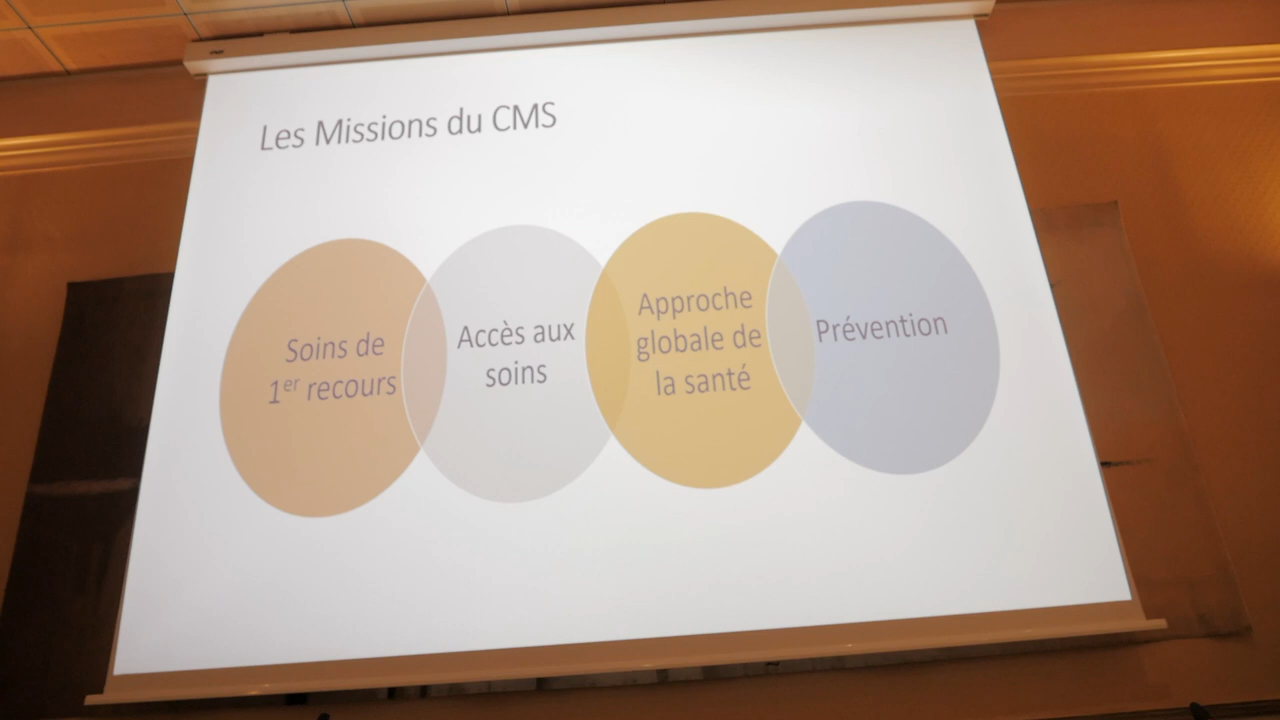 Les Missions du CMS
Soins de
1er recours
Accès aux
soins
Approche
globale de
la santé
Prévention